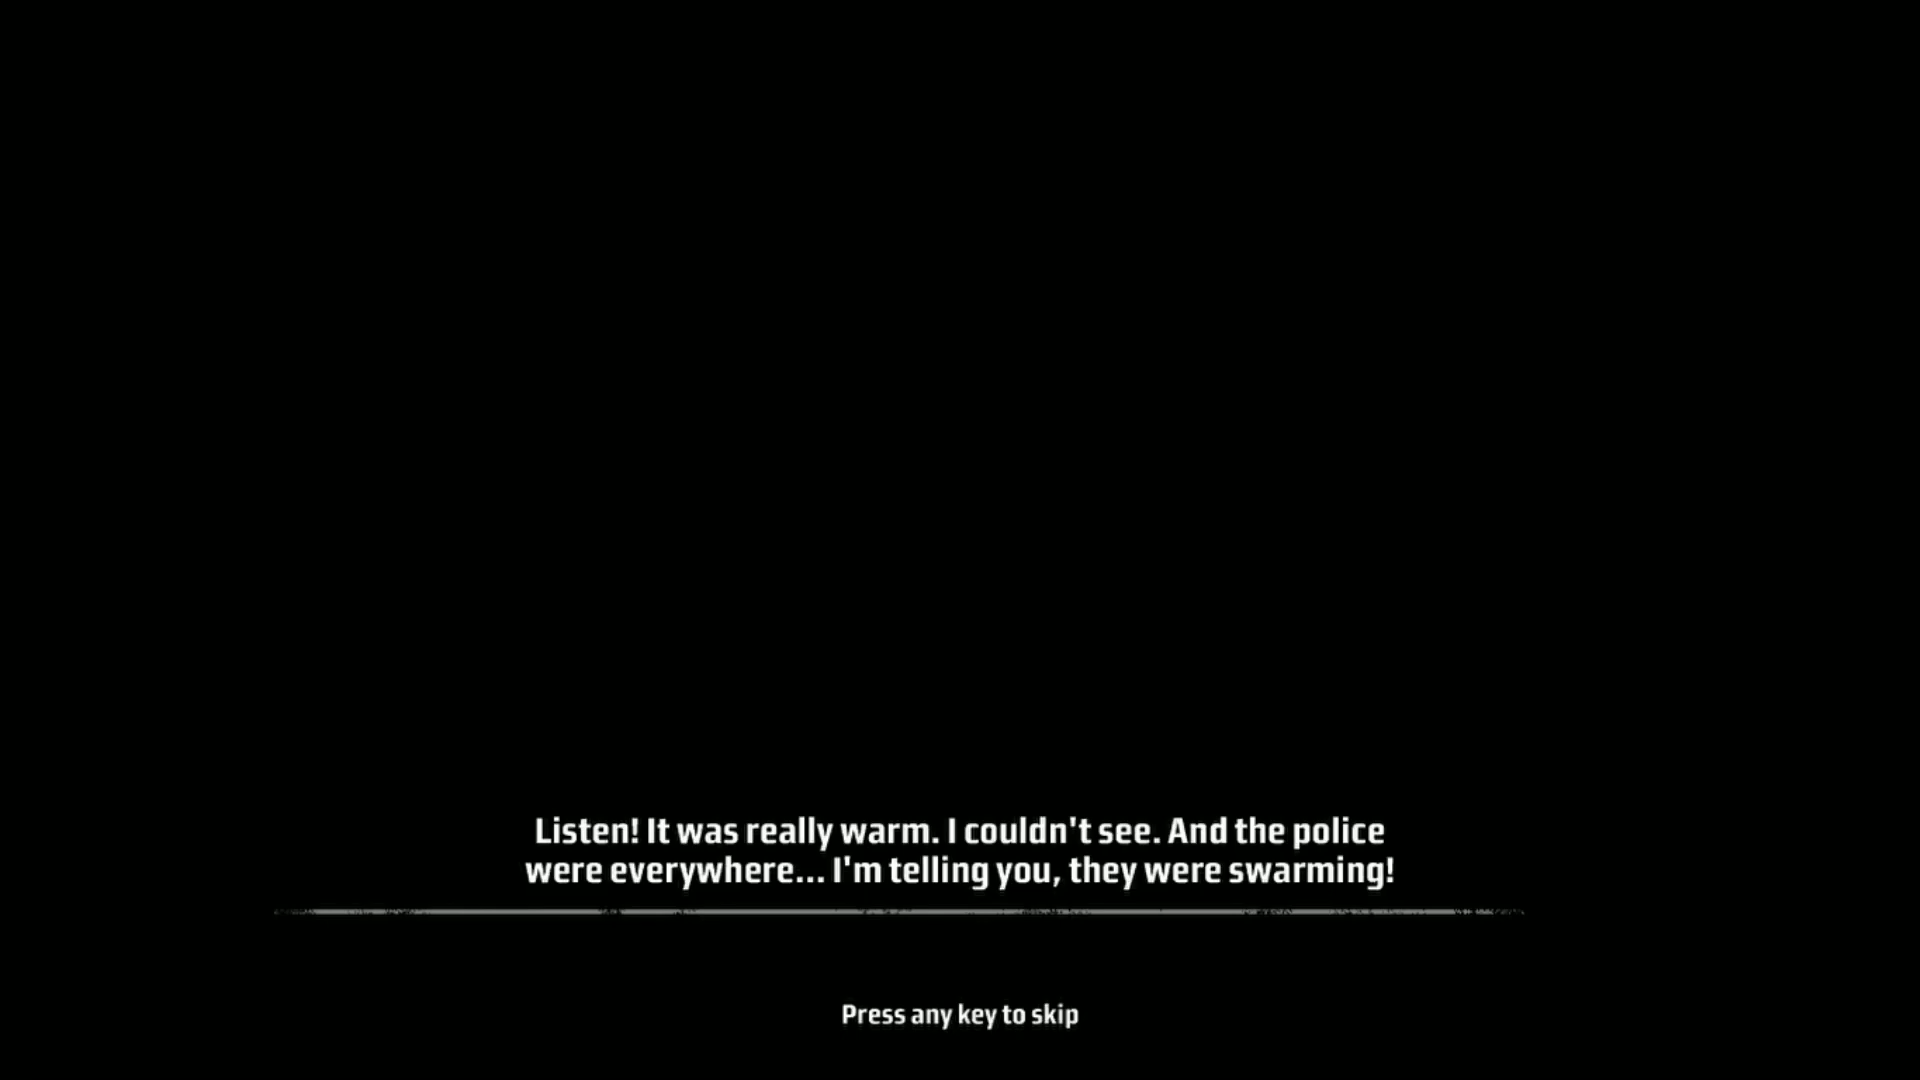 Listen! It was really warm. I couldn't see. And the police
were everywhere... I'm telling you, they were swarming!
Press any key to skip